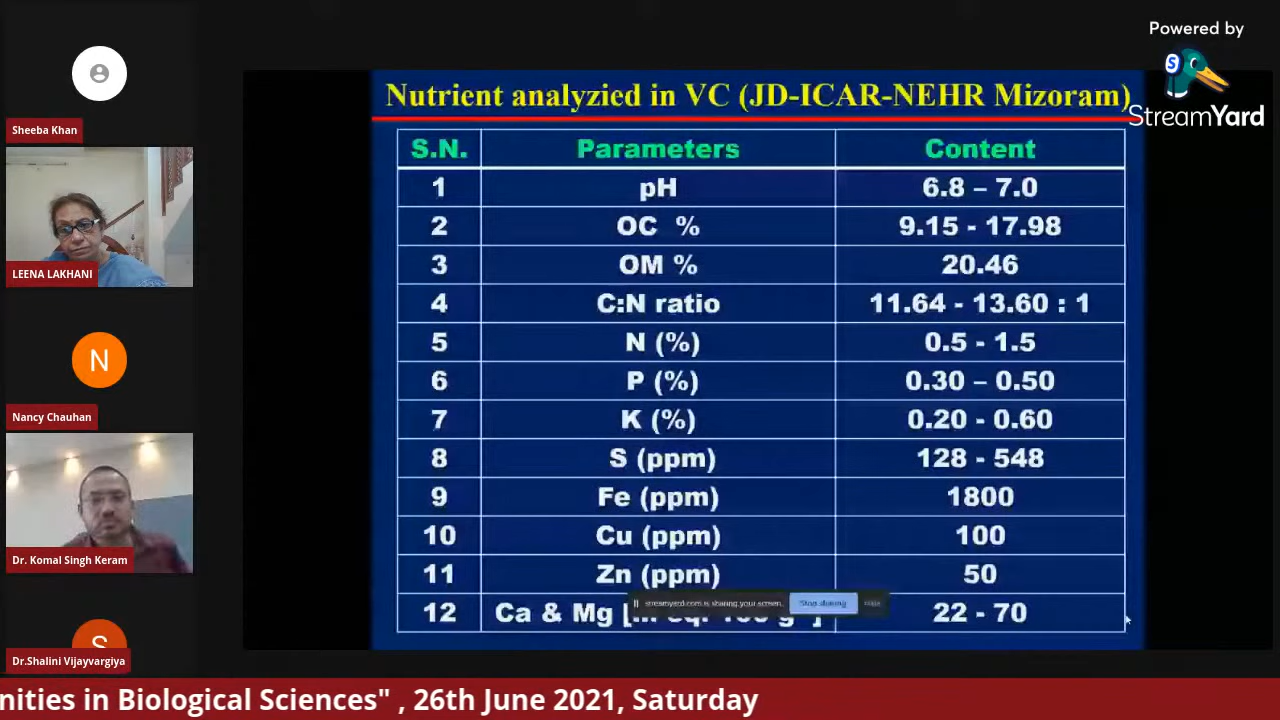 Powered by
StreamYard
Sheeba Khan
LEENA LAKHANI
N
Nancy Chauhan
Dr. Komal Singh Keram
S
Dr.Shalini Vijayvargiya
Nutrient analyzied in VC (JD-ICAR-NEHR Mizoram)
S.N. Parameters Content
1 pH 6.8 – 7.0
2 OC % 9.15 - 17.98
3 OM % 20.46
4 C:N ratio 11.64 - 13.60 : 1
5 N (%) 0.5 - 1.5
6 P (%) 0.30 – 0.50
7 K (%) 0.20 - 0.60
8 S (ppm) 128 - 548
9 Fe (ppm) 1800
10 Cu (ppm) 100
11 Zn (ppm) 50
streamyard.com is sharing your screen. Stop sharing Hide
12 Ca & Mg [ ] 22 - 70
nities in Biological Sciences" , 26th June 2021, Saturday